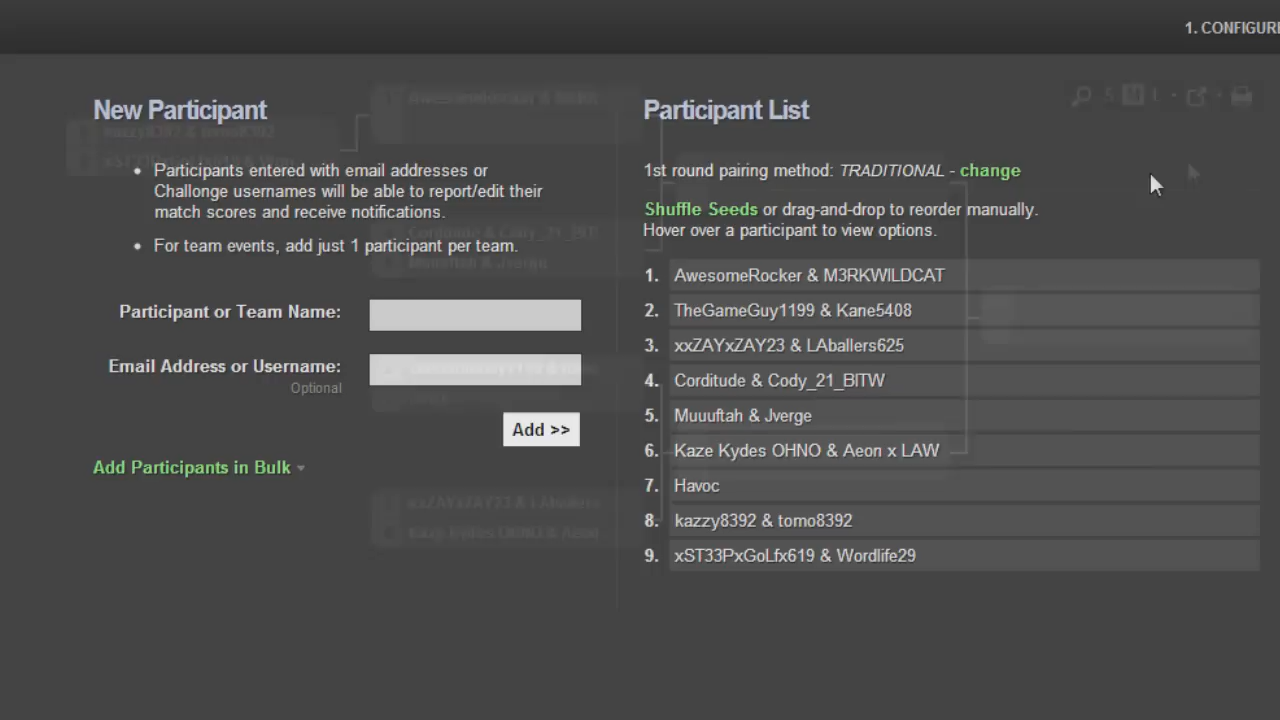 1. CONFIGURE
New Participant
Participants entered with email addresses or
Challonge usernames will be able to report/edit their
match scores and receive notifications.
For team events, add just 1 participant per team.
Participant or Team Name:
Email Address or Username:
Optional
Add >>
Add Participants in Bulk
Participant List
1st round pairing method: TRADITIONAL - change
Shuffle Seeds or drag-and-drop to reorder manually.
Hover over a participant to view options.
1. AwesomeRocker & M3RKWILDCAT
2. TheGameGuy1199 & Kane5408
3. xxZAYxZAY23 & LAballers625
4. Corditude & Cody_21_BITW
5. Muuuftah & Jverge
6. Kaze Kydes OHNO & Aeon x LAW
7. Havoc
8. kazzy8392 & tomo8392
9. xST33PxGoLfx619 & Wordlife29